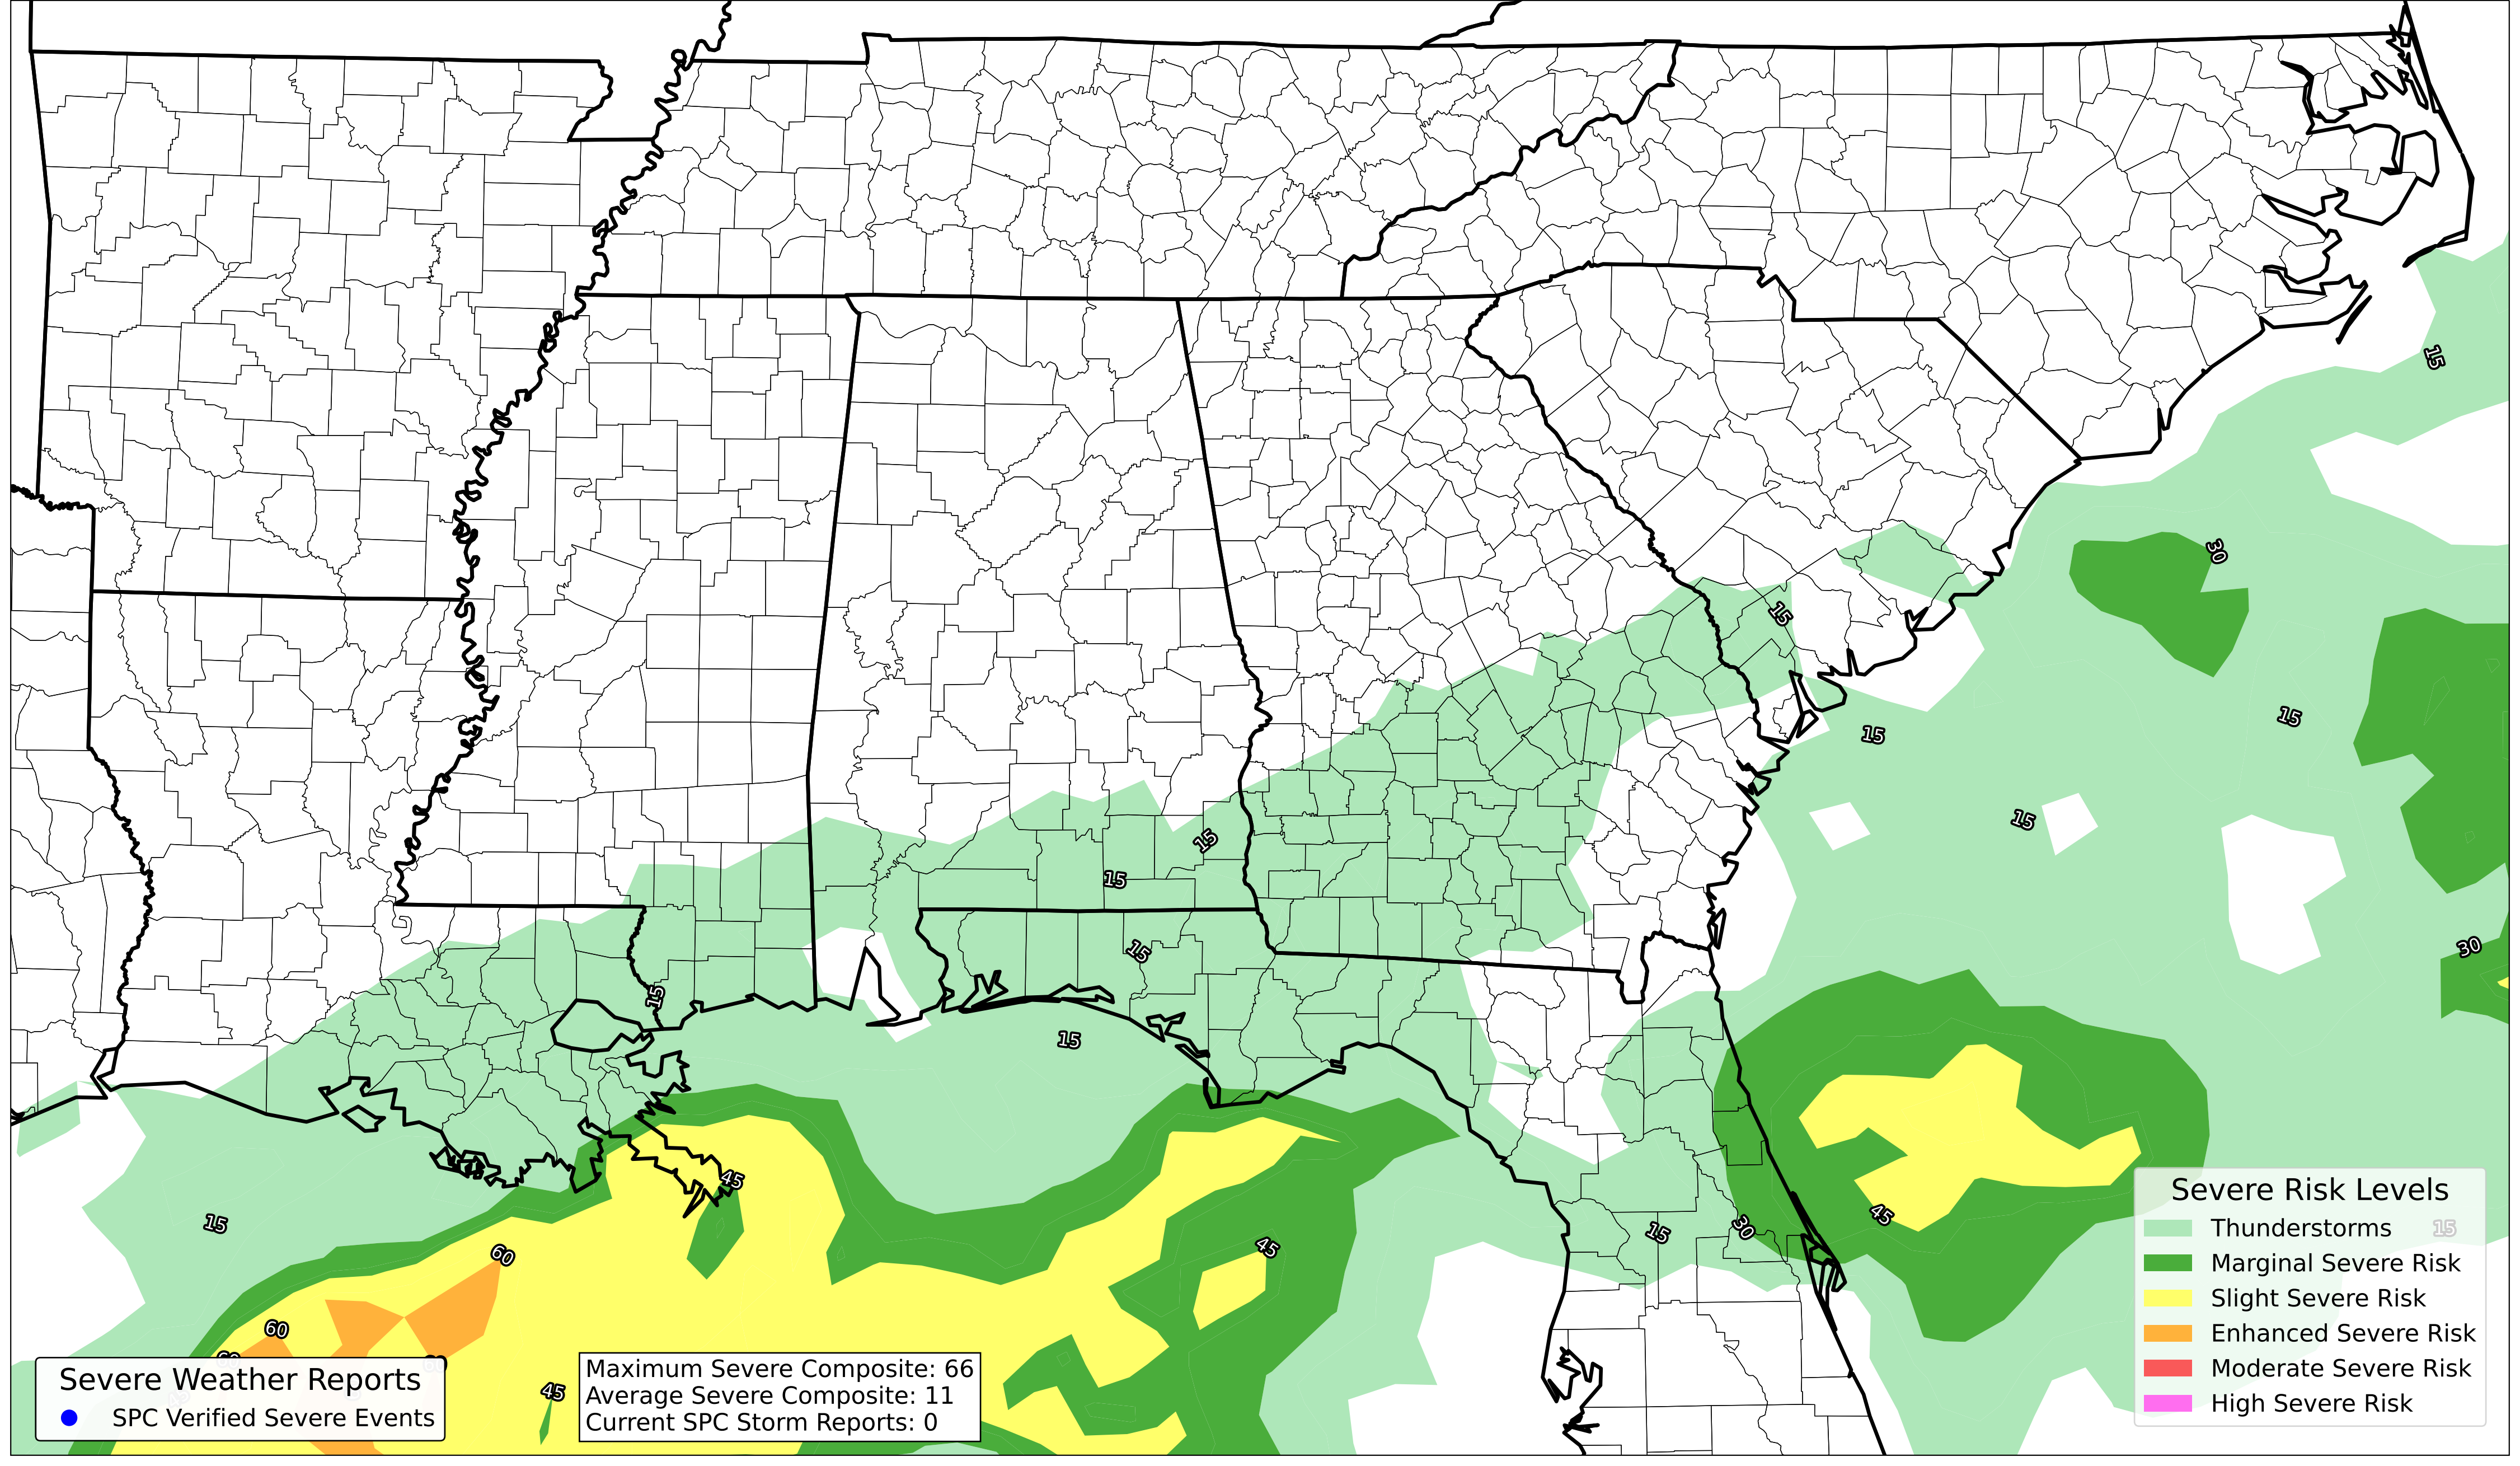 15
30
15
15
15
15
15
15
30
15
15
15
45
15
45
15
30
45
60
60
60
60
45
Severe Risk Levels
Thunderstorms
15
Marginal Severe Risk
Slight Severe Risk
Enhanced Severe Risk
Moderate Severe Risk
High Severe Risk
Severe Weather Reports
SPC Verified Severe Events
Maximum Severe Composite: 66
Average Severe Composite: 11
Current SPC Storm Reports: 0